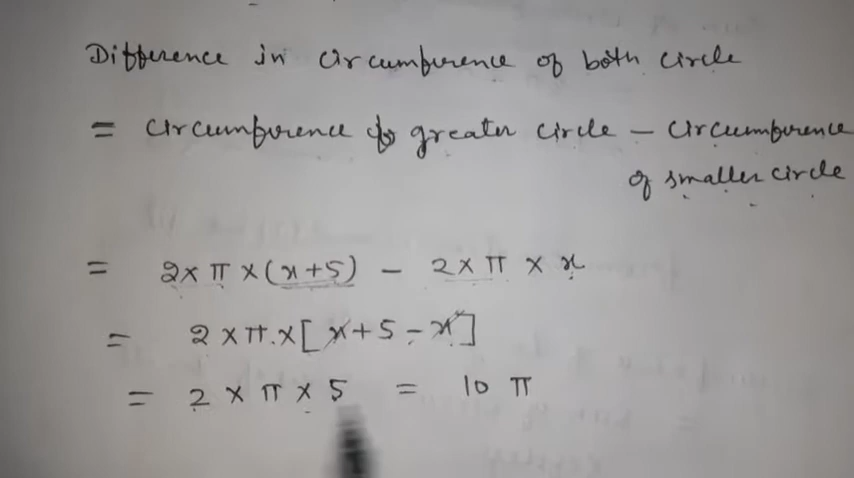 Difference in circumference of both circle
= circumference of greater circle - circumference
of smaller circle
= 2 × π × (x+5) - 2 × π × x
= 2 × π × [x+5-x]
= 2 × π × 5 = 10 π